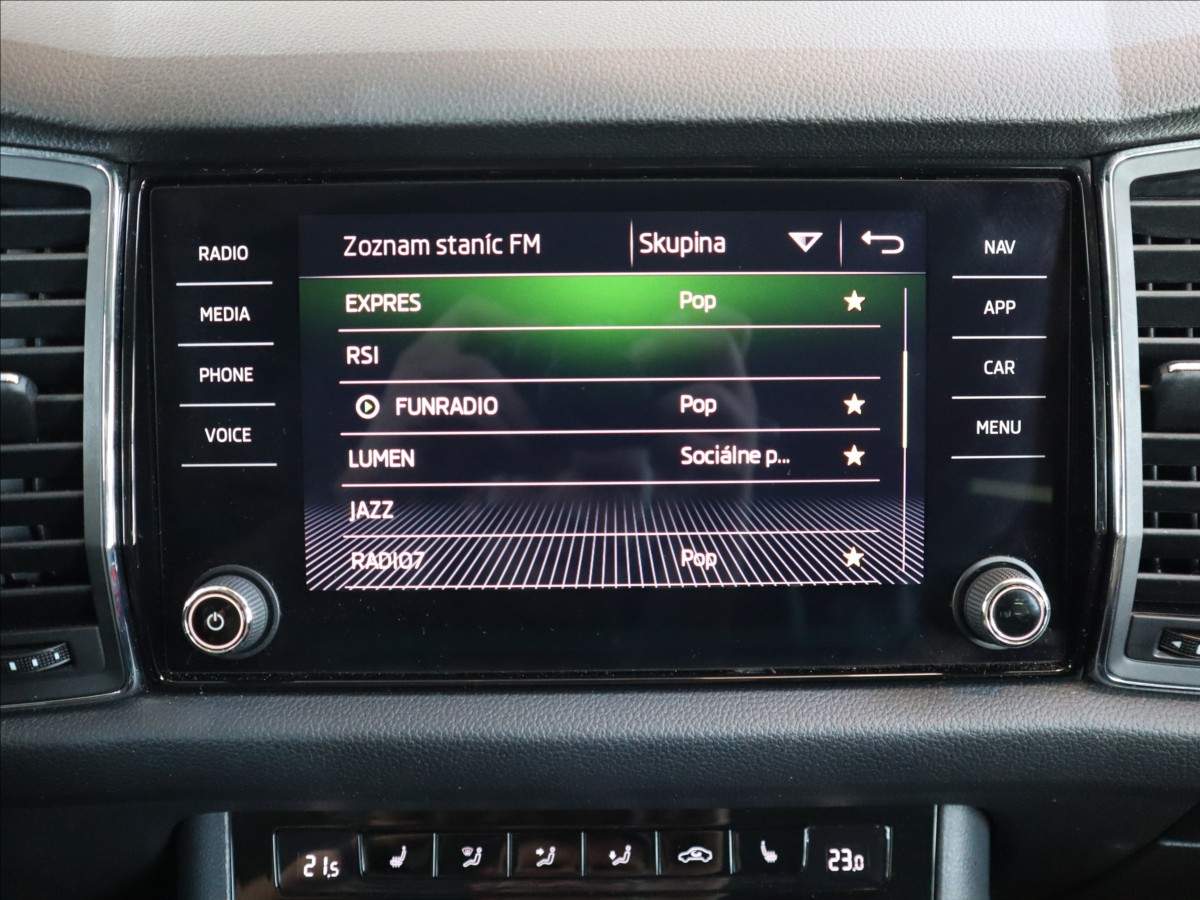 Zoznam staníc FM Skupina
RADIO
MEDIA
PHONE
VOICE
EXPRES Pop
RSI
FUNRADIO Pop
LUMEN Sociálne p...
JAZZ
RADIO7 Pop
NAV
APP
CAR
MENU
21,5
23,0